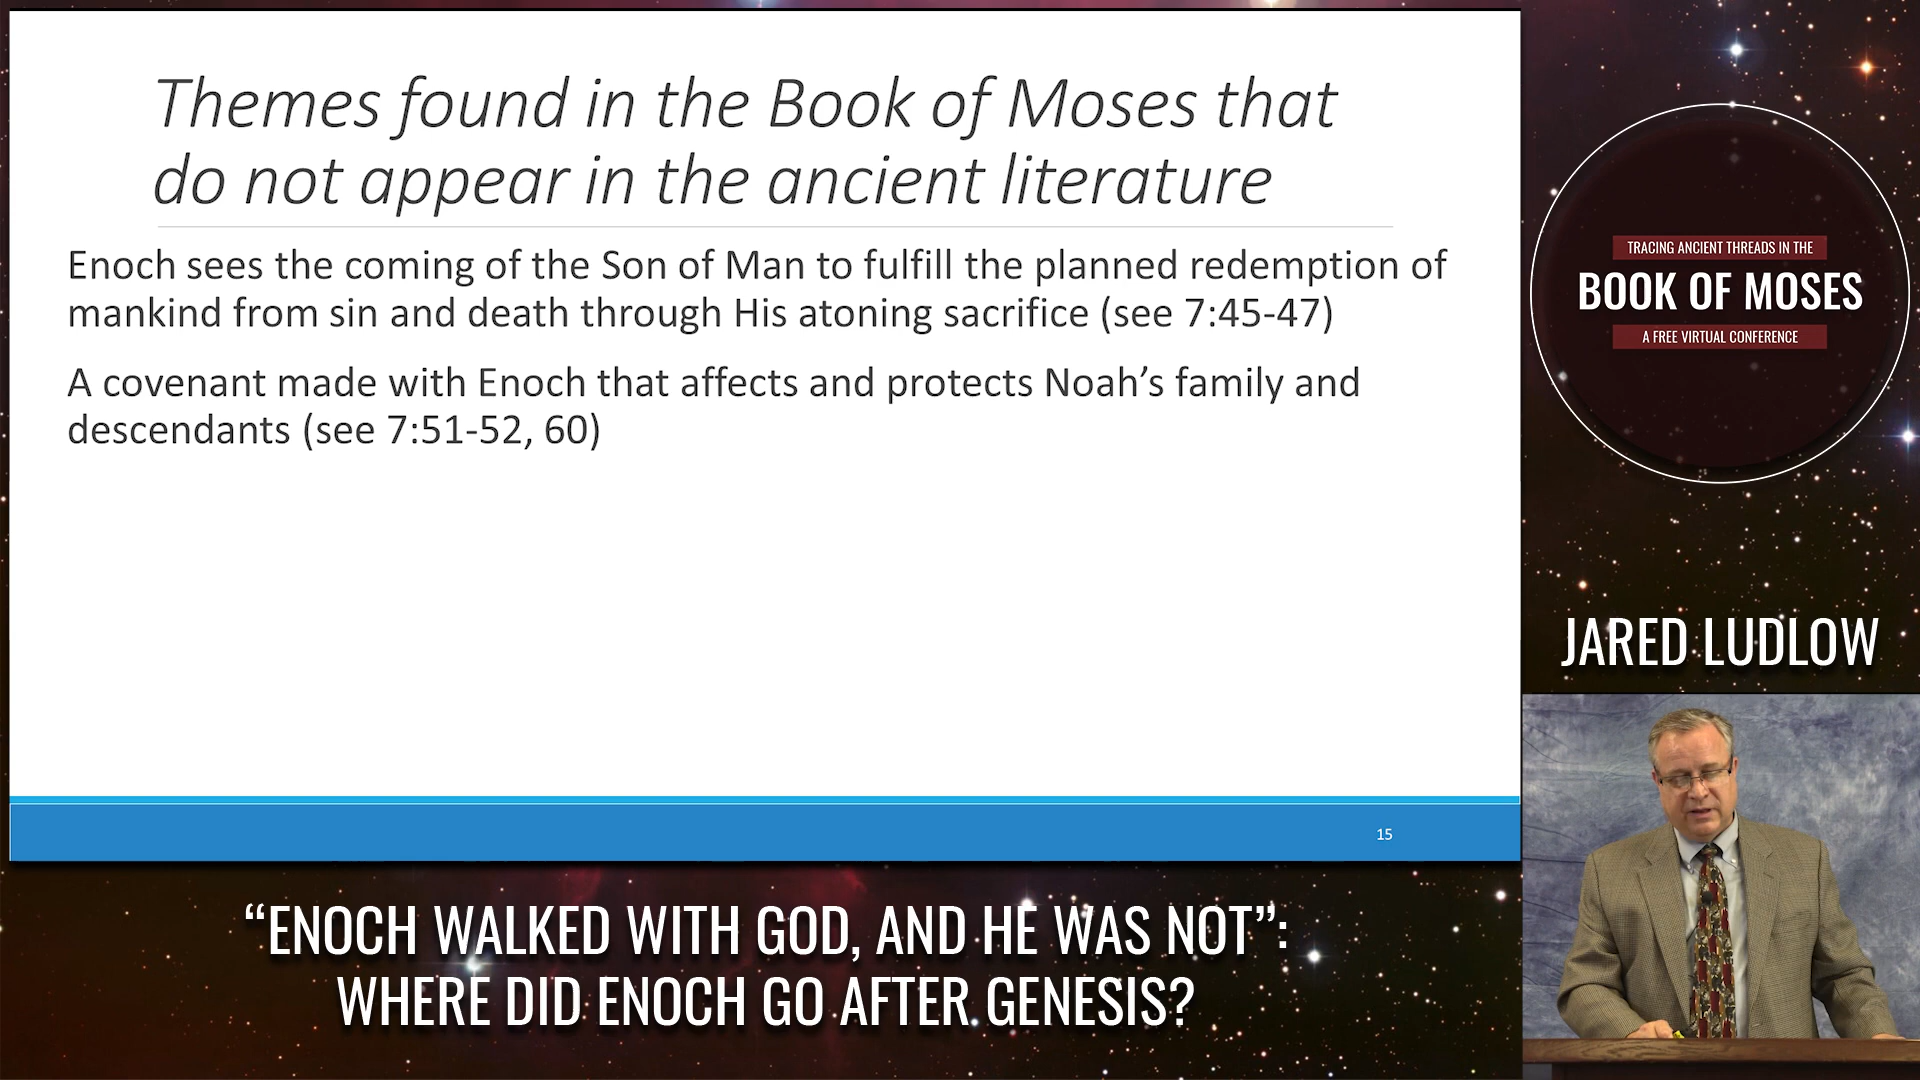 Themes found in the Book of Moses that
do not appear in the ancient literature
Enoch sees the coming of the Son of Man to fulfill the planned redemption of
mankind from sin and death through His atoning sacrifice (see 7:45-47)
A covenant made with Enoch that affects and protects Noah’s family and
descendants (see 7:51-52, 60)
15
TRACING ANCIENT THREADS IN THE
BOOK OF MOSES
A FREE VIRTUAL CONFERENCE
JARED LUDLOW
“ENOCH WALKED WITH GOD, AND HE WAS NOT”:
WHERE DID ENOCH GO AFTER GENESIS?